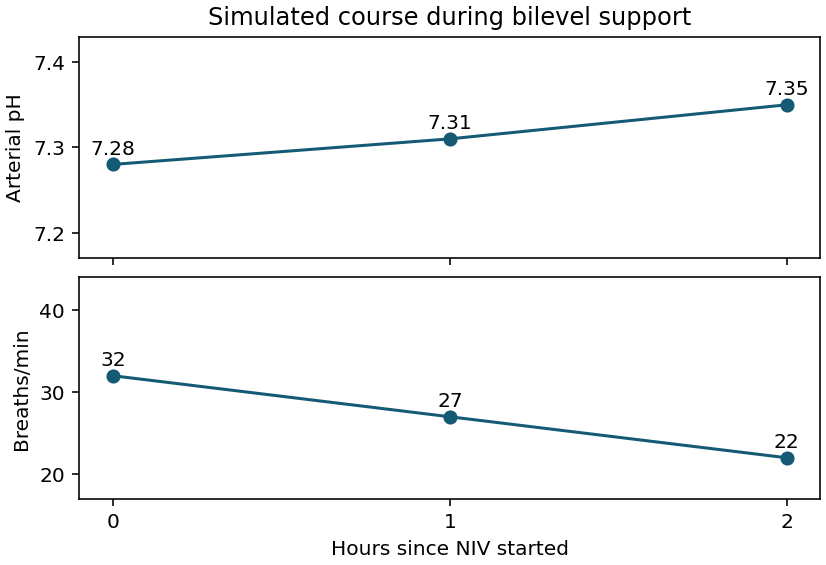 Simulated course during bilevel support
Arterial pH
7.4
7.3
7.2
7.28
7.31
7.35
Breaths/min
40
30
20
32
27
22
0 1 2
Hours since NIV started